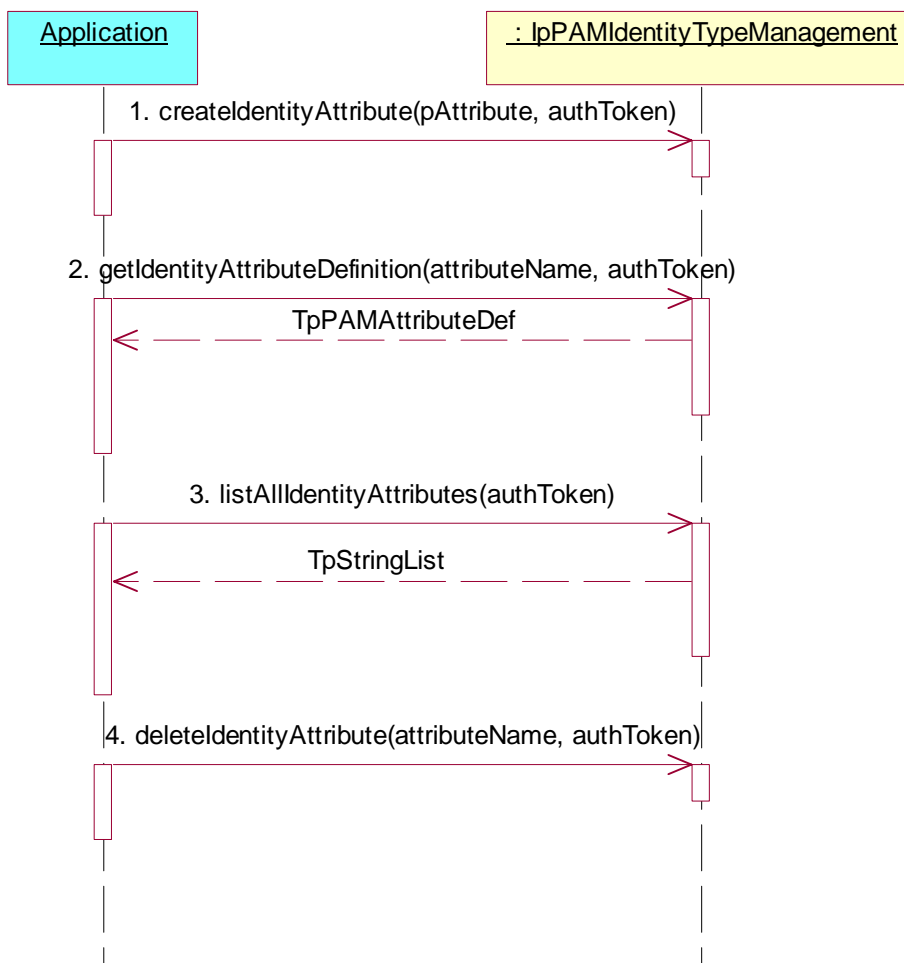 Application
: IpPAMIdentityTypeManagement
1. createIdentityAttribute(pAttribute, authToken)
2. getIdentityAttributeDefinition(attributeName, authToken)
TpPAMAttributeDef
3. listAllIdentityAttributes(authToken)
TpStringList
4. deleteIdentityAttribute(attributeName, authToken)